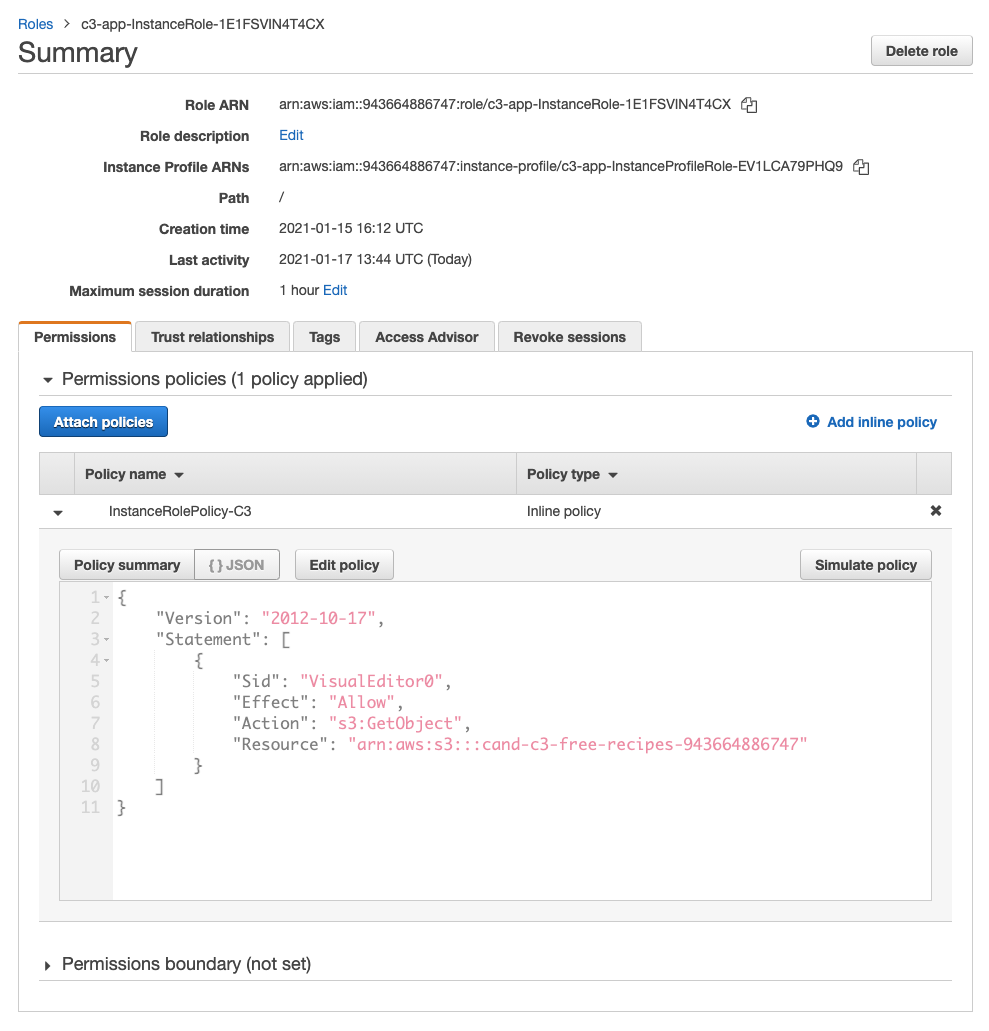 Roles > c3-app-InstanceRole-1E1FSVIN4T4CX
Summary
Delete role
Role ARN arn:aws:iam::943664886747:role/c3-app-InstanceRole-1E1FSVIN4T4CX
Role description Edit
Instance Profile ARNs arn:aws:iam::943664886747:instance-profile/c3-app-InstanceProfileRole-EV1LCA79PHQ9
Path /
Creation time 2021-01-15 16:12 UTC
Last activity 2021-01-17 13:44 UTC (Today)
Maximum session duration 1 hour Edit
Permissions Trust relationships Tags Access Advisor Revoke sessions
Permissions policies (1 policy applied)
Attach policies Add inline policy
Policy name Policy type
InstanceRolePolicy-C3 Inline policy
Policy summary { } JSON Edit policy Simulate policy
1 {
2     "Version": "2012-10-17",
3     "Statement": [
4         {
5             "Sid": "VisualEditor0",
6             "Effect": "Allow",
7             "Action": "s3:GetObject",
8             "Resource": "arn:aws:s3:::cand-c3-free-recipes-943664886747"
9         }
10     ]
11 }
Permissions boundary (not set)